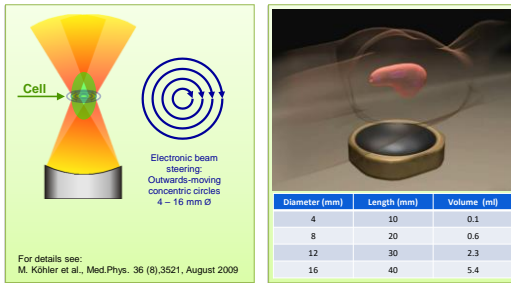 Cell
Electronic beam
steering:
Outwards-moving
concentric circles
4 – 16 mm Ø
For details see:
M. Köhler et al., Med.Phys. 36 (8),3521, August 2009
Diameter (mm) Length (mm) Volume (ml)
4 10 0.1
8 20 0.6
12 30 2.3
16 40 5.4